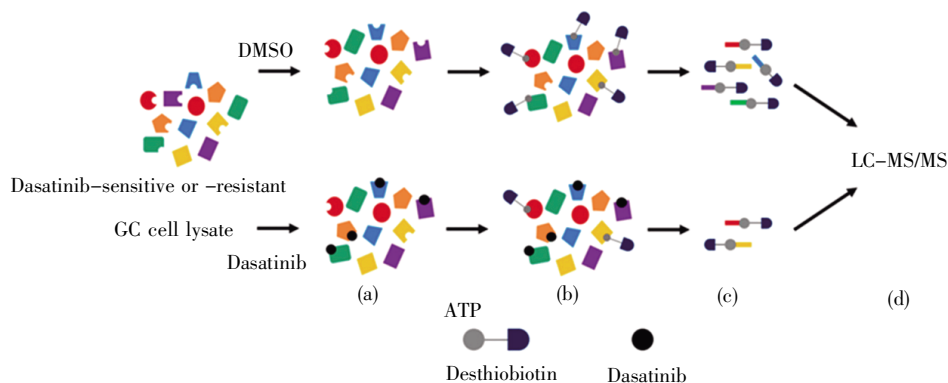 DMSO
Dasatinib-sensitive or -resistant
GC cell lysate
Dasatinib
LC-MS/MS
(a)
(b)
(c)
(d)
ATP
Desthiobiotin
Dasatinib